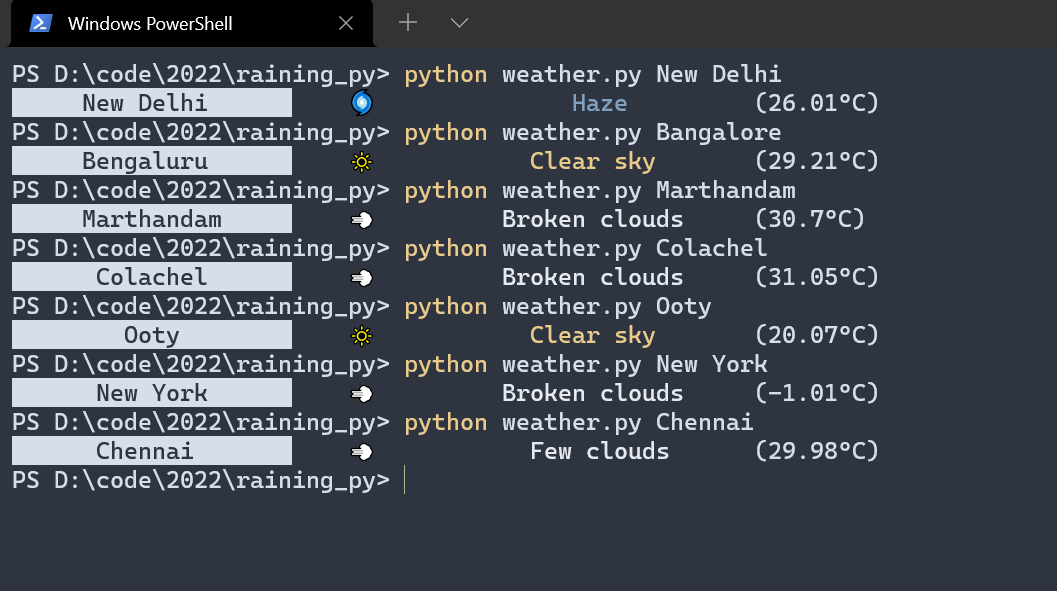 Windows PowerShell
PS D:\code\2022\raining_py> python weather.py New Delhi
New Delhi Haze (26.01°C)
PS D:\code\2022\raining_py> python weather.py Bangalore
Bengaluru Clear sky (29.21°C)
PS D:\code\2022\raining_py> python weather.py Marthandam
Marthandam Broken clouds (30.7°C)
PS D:\code\2022\raining_py> python weather.py Colachel
Colachel Broken clouds (31.05°C)
PS D:\code\2022\raining_py> python weather.py Ooty
Ooty Clear sky (20.07°C)
PS D:\code\2022\raining_py> python weather.py New York
New York Broken clouds (-1.01°C)
PS D:\code\2022\raining_py> python weather.py Chennai
Chennai Few clouds (29.98°C)
PS D:\code\2022\raining_py>